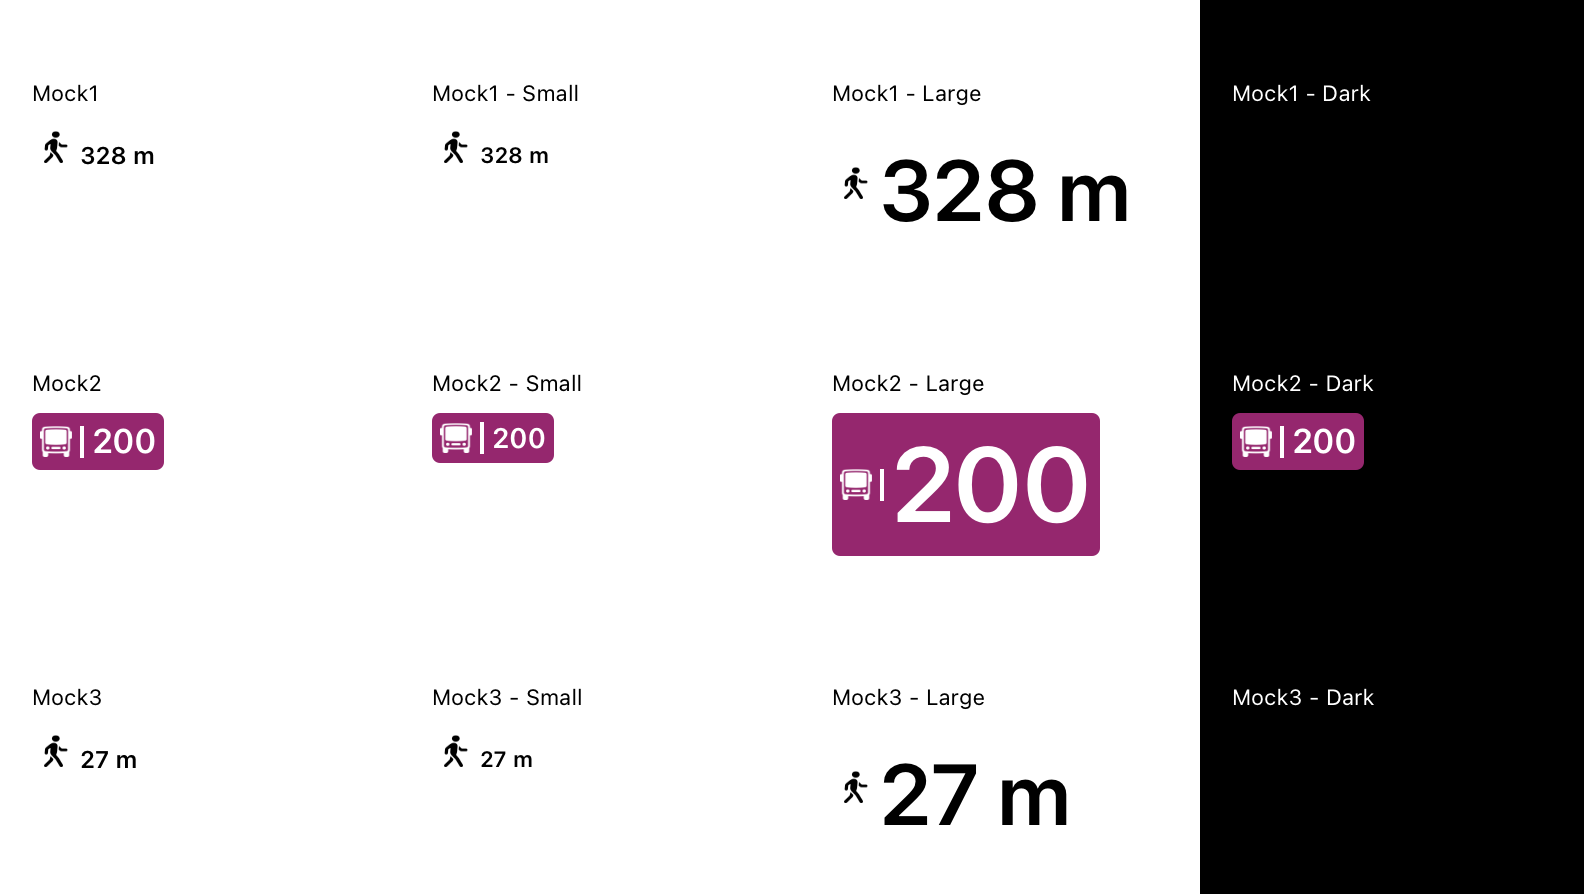 Mock1
Mock1 - Small
Mock1 - Large
Mock1 - Dark
328 m
328 m
328 m
Mock2
Mock2 - Small
Mock2 - Large
Mock2 - Dark
200
200
200
200
Mock3
Mock3 - Small
Mock3 - Large
Mock3 - Dark
27 m
27 m
27 m